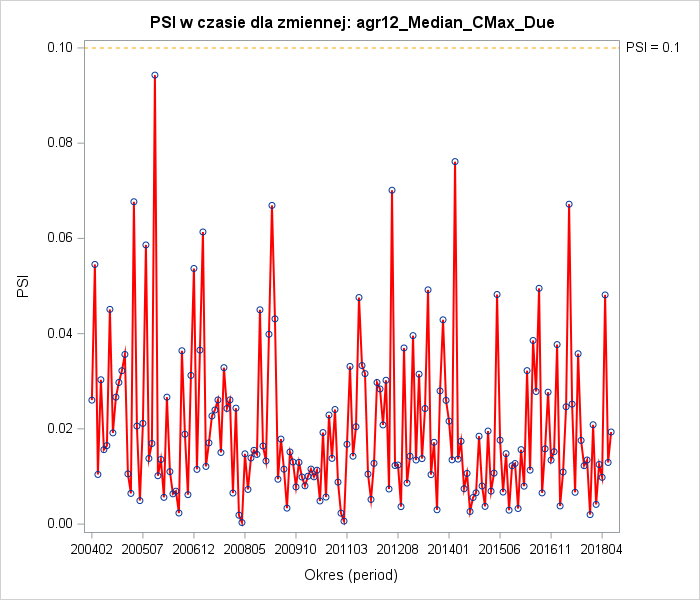 PSI w czasie dla zmiennej: agr12_Median_CMax_Due
0.10
PSI = 0.1
0.08
0.06
PSI
0.04
0.02
0.00
200402 200507 200612 200805 200910 201103 201208 201401 201506 201611 201804
Okres (period)